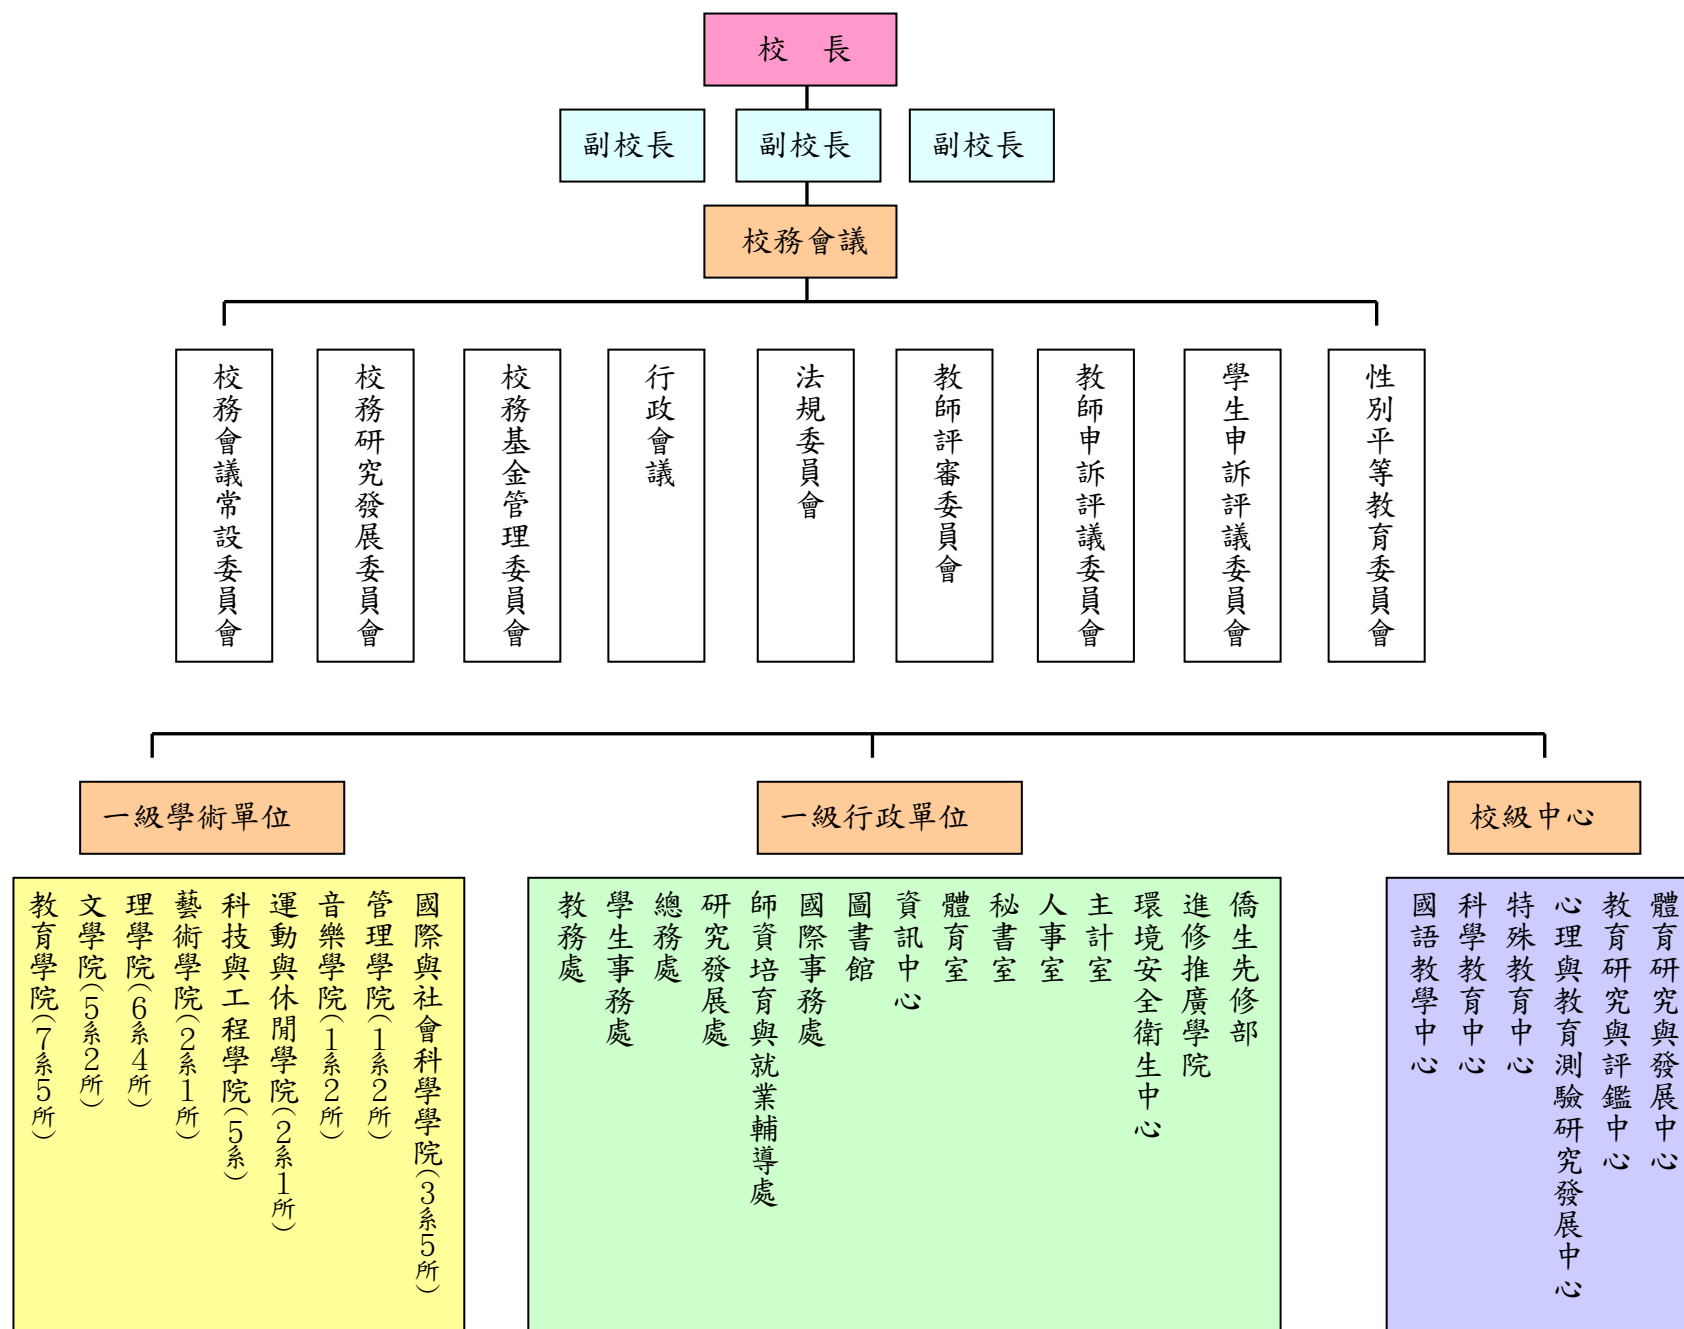 校　長
副校長
副校長
副校長
校務會議
校務會議常設委員會
校務研究發展委員會
校務基金管理委員會
行政會議
法規委員會
教師評審委員會
教師申訴評議委員會
學生申訴評議委員會
性別平等教育委員會
一級學術單位
教育學院(7系5所)
文學院(5系2所)
理學院(6系4所)
藝術學院(2系1所)
科技與工程學院(5系)
運動與休閒學院(2系1所)
音樂學院(1系2所)
管理學院(1系2所)
國際與社會科學學院(3系5所)
一級行政單位
教務處
學生事務處
總務處
研究發展處
師資培育與就業輔導處
國際事務處
圖書館
資訊中心
體育室
秘書室
人事室
主計室
環境安全衛生中心
進修推廣學院
僑生先修部
校級中心
國語教學中心
科學教育中心
特殊教育中心
心理與教育測驗研究發展中心
教育研究與評鑑中心
體育研究與發展中心